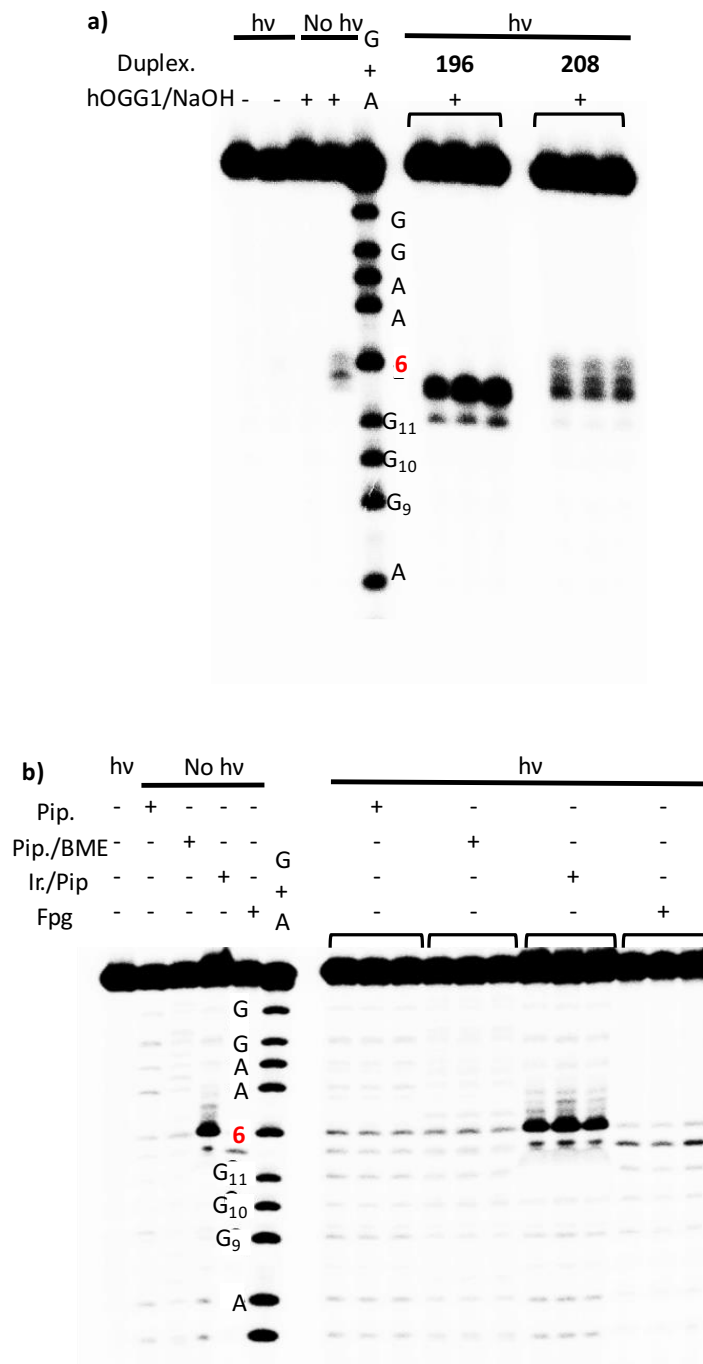 a)
hν No hν G hν
Duplex. + 196 208
hOGG1/NaOH - - + + A + +
G
G
A
A
6
G11
G10
G9
A
b)
hν No hν hν
Pip. - + - - - + - - -
Pip./BME - - + - - G - + - -
Ir./Pip - - - + - + - - + -
Fpg - - - - + A - - - +
G
G
A
A
6
G11
G10
G9
A